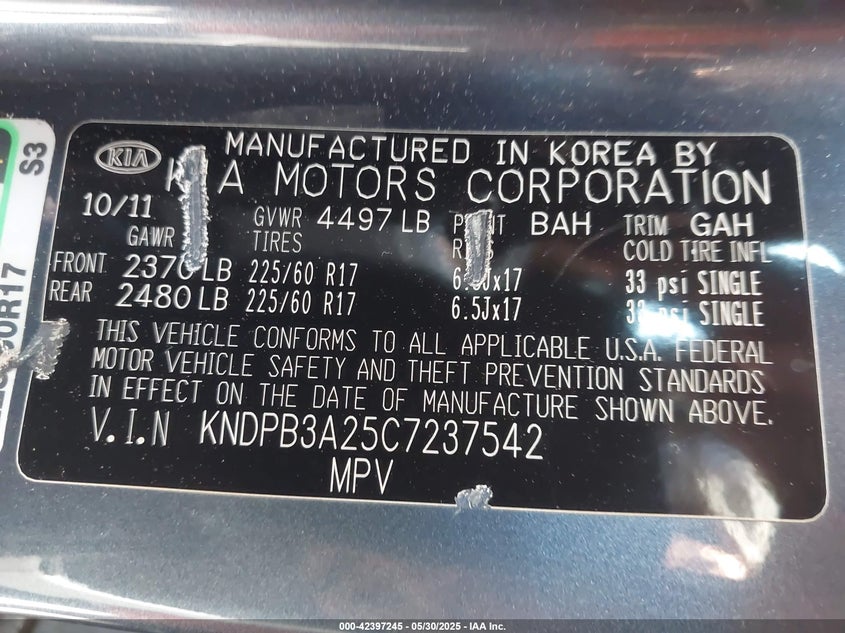 S3
KIA
MANUFACTURED IN KOREA BY
MOTORS CORPORATION
10/11 GVWR 4497 LB BAH TRIM GAH
GAWR TIRES COLD TIRE INFL
FRONT 2370 LB 225/60 R17 33 psi SINGLE
REAR 2480 LB 225/60 R17 6.5Jx17 psi SINGLE
THIS VEHICLE CONFORMS TO ALL APPLICABLE U.S.A. FEDERAL
MOTOR VEHICLE SAFETY AND THEFT PREVENTION STANDARDS
IN EFFECT ON THE DATE OF MANUFACTURE SHOWN ABOVE.
V.I.N KNDPB3A25C7237542
MPV
000-42397245 - 05/30/2025 - IAA Inc.